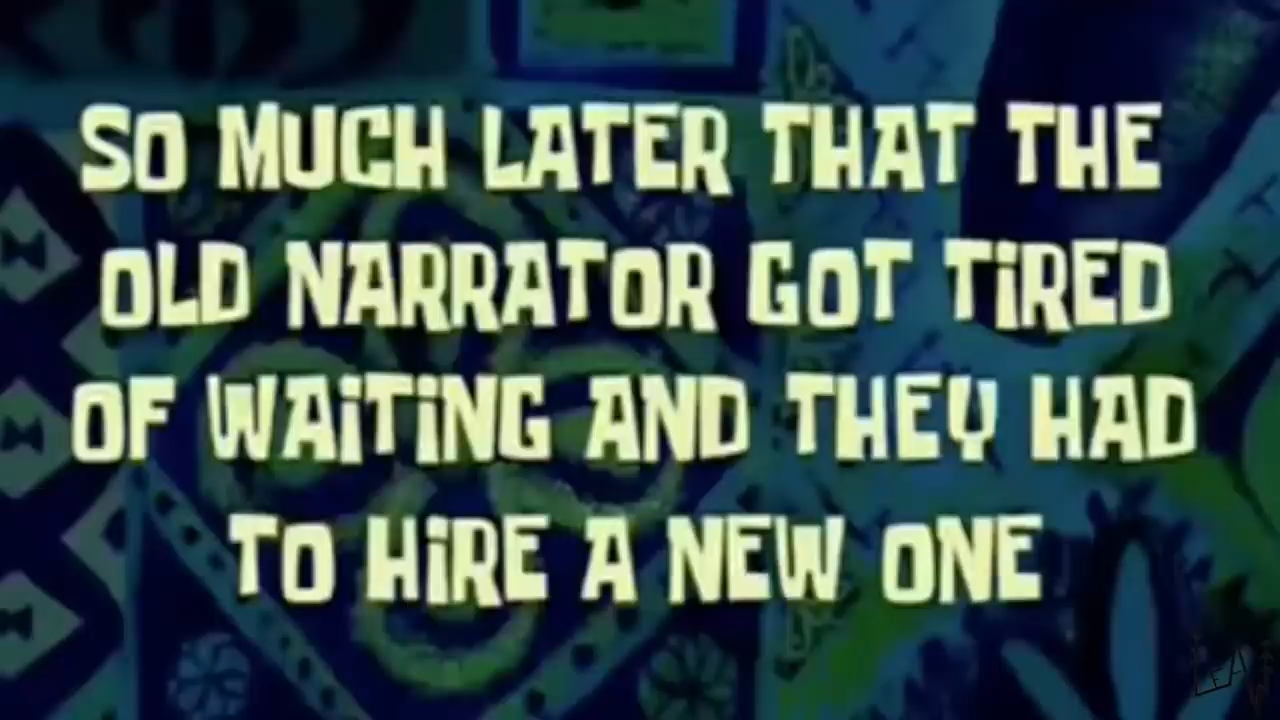 SO MUCH LATER THAT THE
OLD NARRATOR GOT TIRED
OF WAITING AND THEY HAD
TO HIRE A NEW ONE